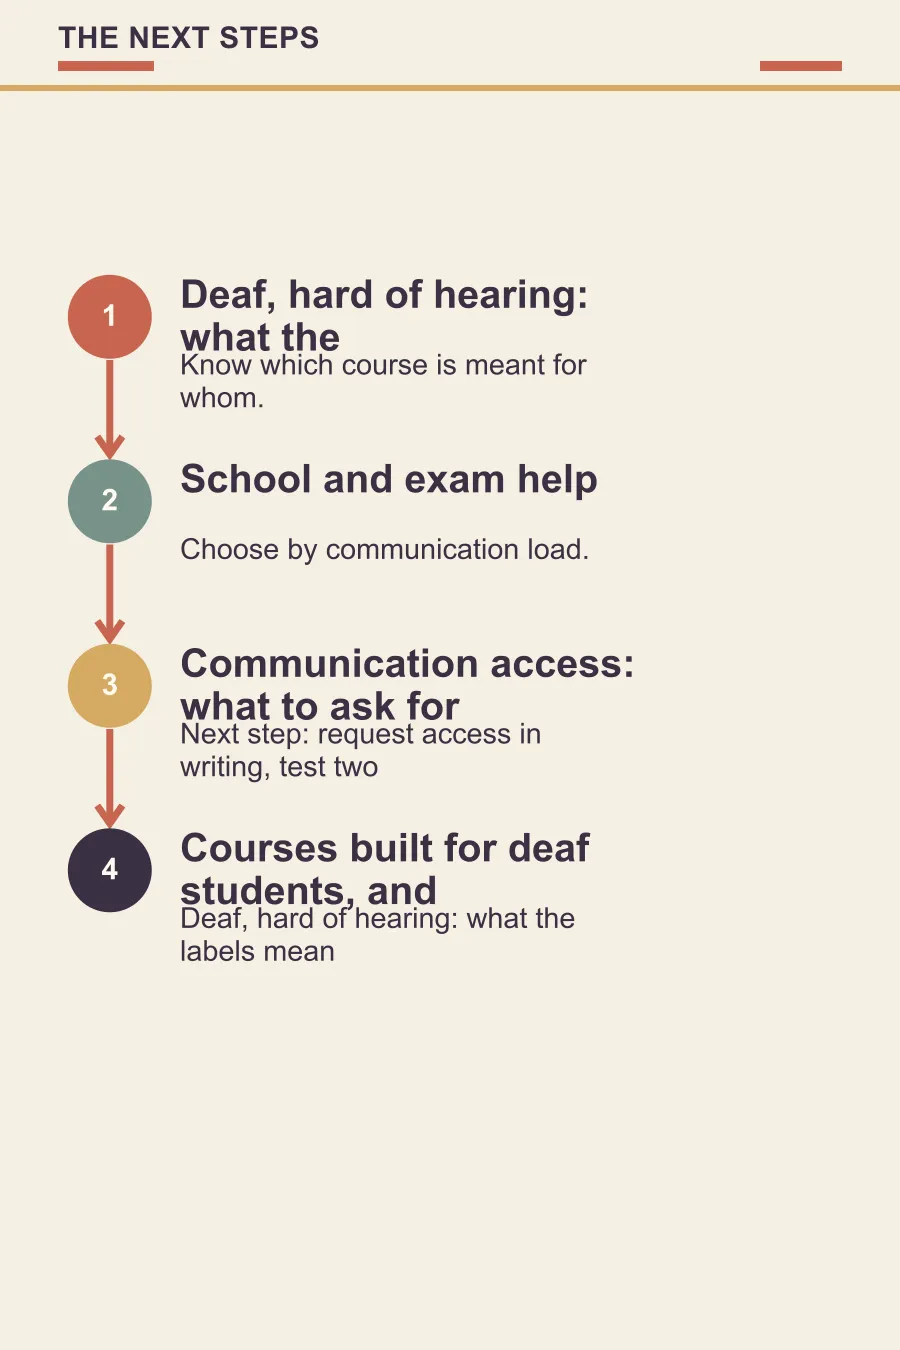 THE NEXT STEPS
1
Deaf, hard of hearing:
what the
Know which course is meant for
whom.
2
School and exam help
Choose by communication load.
3
Communication access:
what to ask for
Next step: request access in
writing, test two
4
Courses built for deaf
students, and
Deaf, hard of hearing: what the
labels mean